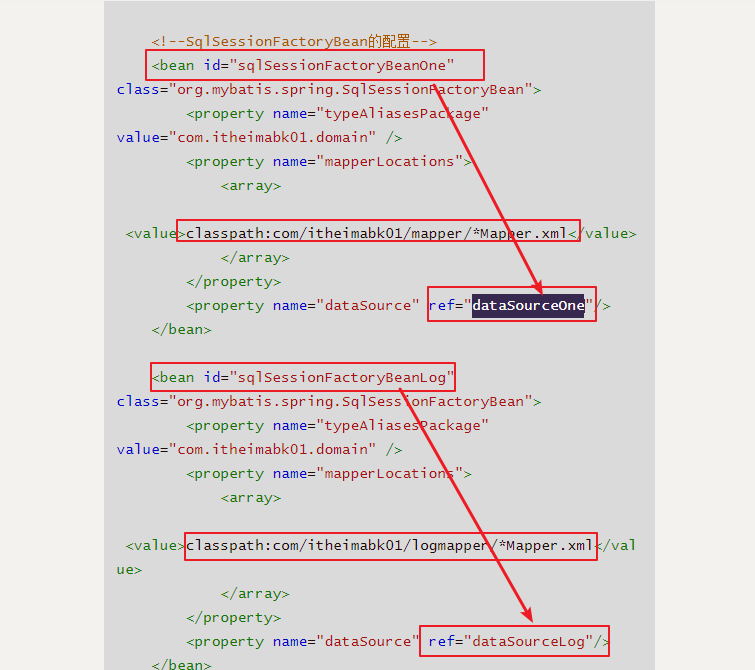 <!--SqlSessionFactoryBean的配置-->
<bean id="sqlSessionFactoryBeanOne"
class="org.mybatis.spring.SqlSessionFactoryBean">
<property name="typeAliasesPackage"
value="com.itheimabk01.domain" />
<property name="mapperLocations">
<array>
<value>classpath:com/itheimabk01/mapper/*Mapper.xml</value>
</array>
</property>
<property name="dataSource" ref="dataSourceOne"/>
</bean>
<bean id="sqlSessionFactoryBeanLog"
class="org.mybatis.spring.SqlSessionFactoryBean">
<property name="typeAliasesPackage"
value="com.itheimabk01.domain" />
<property name="mapperLocations">
<array>
<value>classpath:com/itheimabk01/logmapper/*Mapper.xml</val
ue>
</array>
</property>
<property name="dataSource" ref="dataSourceLog"/>
</bean>